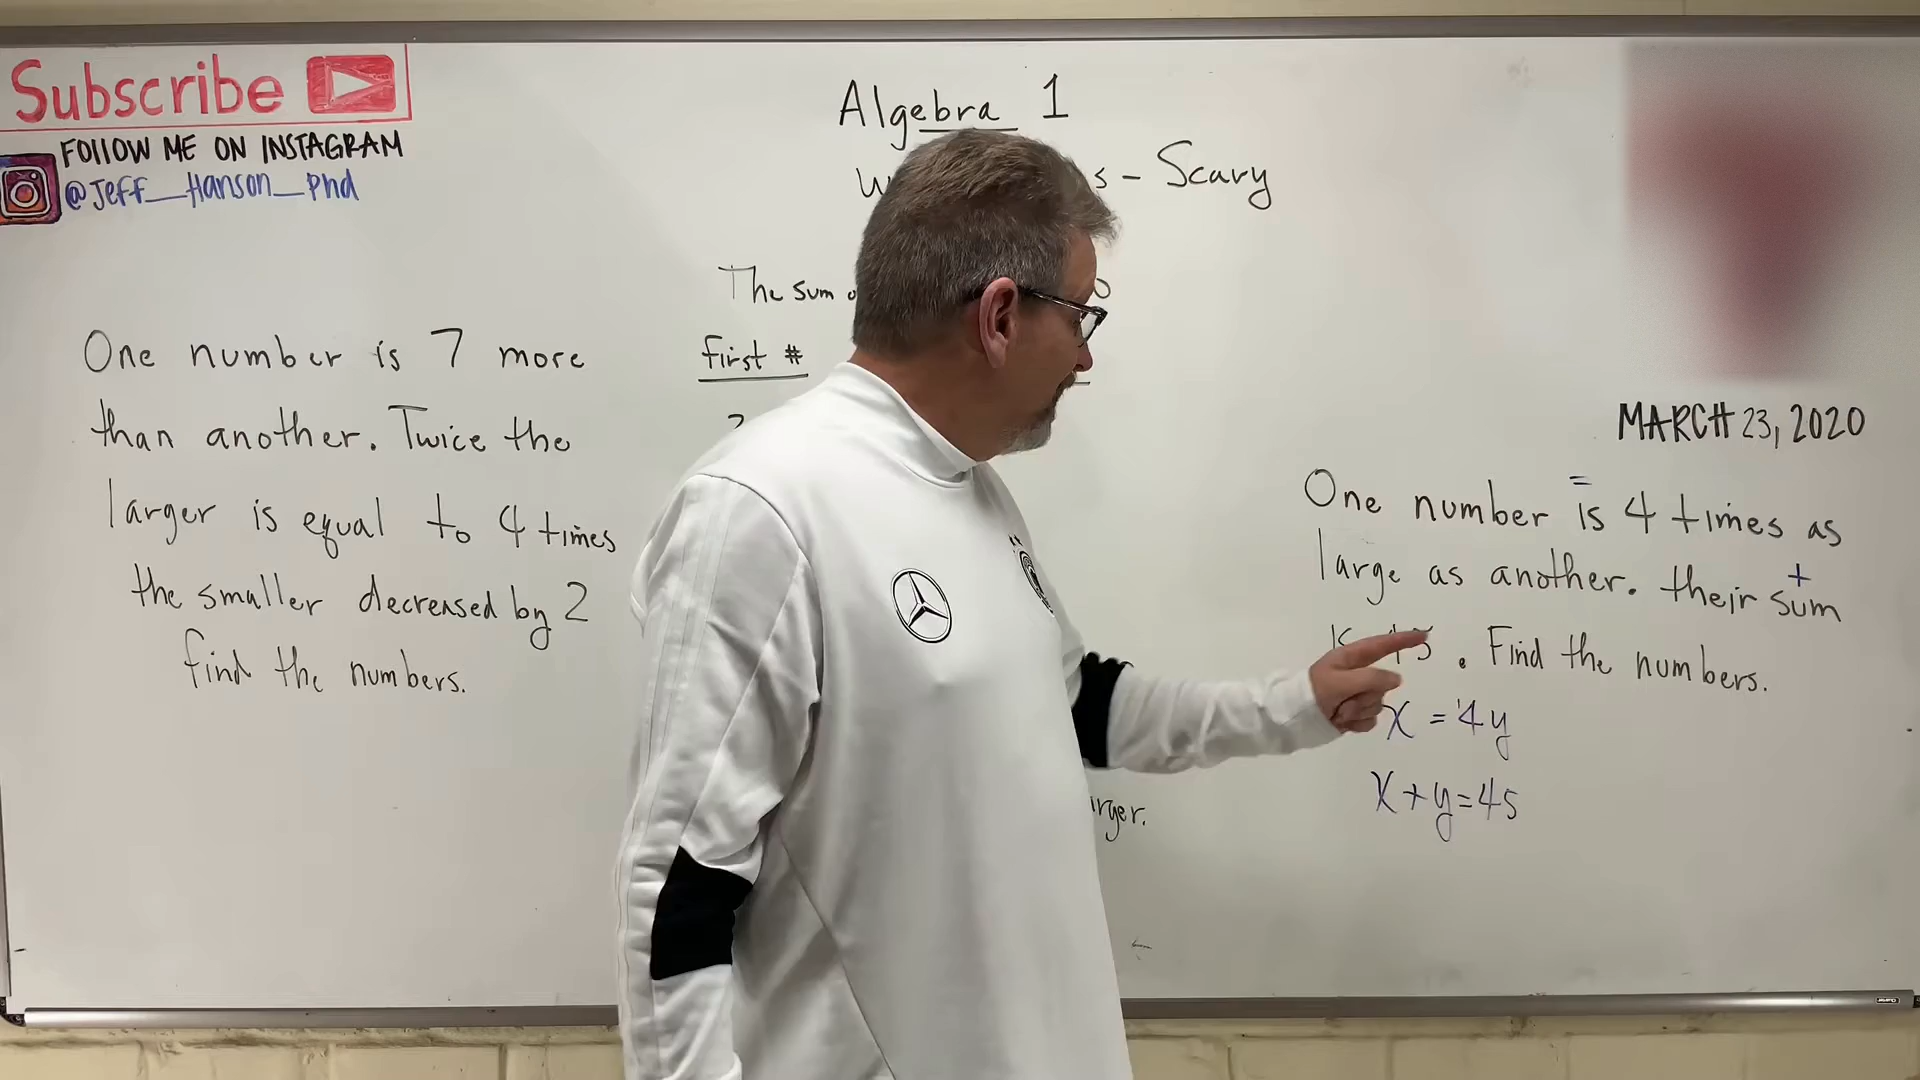 Subscribe
FOllOW ME ON INSTAGRAM
@Jeff_Hanson_Phd
Algebra 1
- Scary
The sum
first #
One number is 7 more
than another. Twice the
larger is equal to 4 times
the smaller decreased by 2
find the numbers.
MARCH 23, 2020
=
One number is 4 times as
large as another. their sum
+
. Find the numbers.
x = 4y
x+y=45